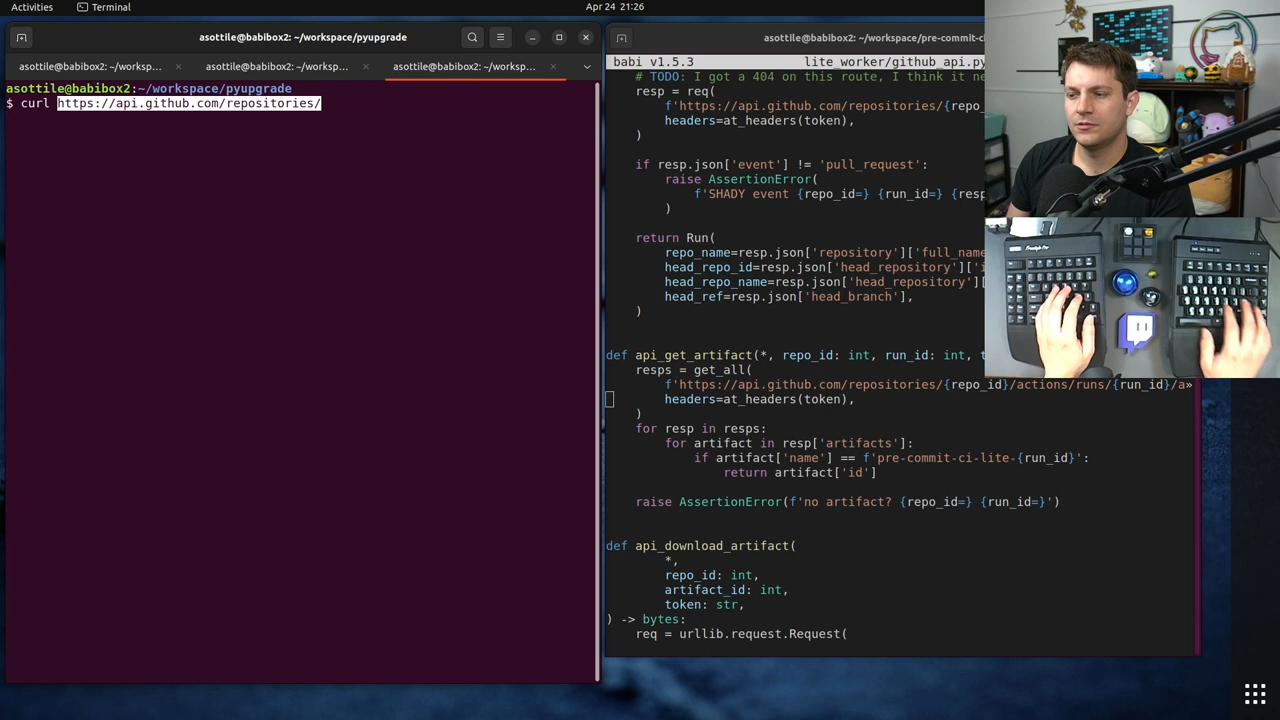 Activities
Terminal
Apr 24 21:26
asottile@babibox2: ~/workspace/pyupgrade
asottile@babibox2: ~/worksp…
asottile@babibox2: ~/worksp…
asottile@babibox2: ~/worksp…
asottile@babibox2:~/workspace/pyupgrade
$ curl https://api.github.com/repositories/
asottile@babibox2: ~/workspace/pre-commit-ci
babi v1.5.3 lite_worker/github_api.py
# TODO: I got a 404 on this route, I think it ne
resp = req(
f'https://api.github.com/repositories/{repo
headers=at_headers(token),
)
if resp.json['event'] != 'pull_request':
raise AssertionError(
f'SHADY event {repo_id=} {run_id=} {resp
)
return Run(
repo_name=resp.json['repository']['full_name
head_repo_id=resp.json['head_repository']['i
head_repo_name=resp.json['head_repository'][
head_ref=resp.json['head_branch'],
)
def api_get_artifact(*, repo_id: int, run_id: int, t
resps = get_all(
f'https://api.github.com/repositories/{repo_id}/actions/runs/{run_id}/a»
headers=at_headers(token),
)
for resp in resps:
for artifact in resp['artifacts']:
if artifact['name'] == f'pre-commit-ci-lite-{run_id}':
return artifact['id']
raise AssertionError(f'no artifact? {repo_id=} {run_id=}')
def api_download_artifact(
*,
repo_id: int,
artifact_id: int,
token: str,
) -> bytes:
req = urllib.request.Request(